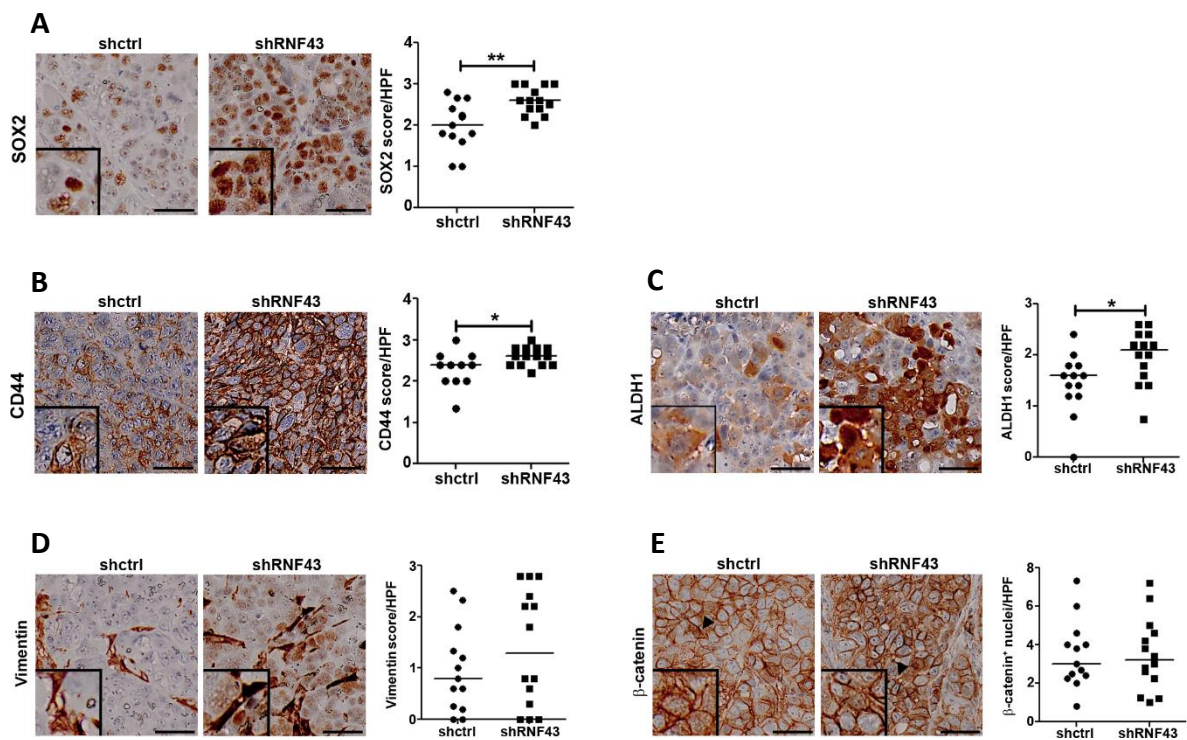 A
shctrl
shRNF43
SOX2
SOX2 score/HPF
4
3
2
1
0
**
shctrl
shRNF43
B
shctrl
shRNF43
CD44
CD44 score/HPF
4
3
2
1
0
*
shctrl
shRNF43
C
shctrl
shRNF43
ALDH1
ALDH1 score/HPF
3
2
1
0
*
shctrl
shRNF43
D
shctrl
shRNF43
Vimentin
Vimentin score/HPF
3
2
1
0
shctrl
shRNF43
E
shctrl
shRNF43
β-catenin
β-catenin⁺ nuclei/HPF
8
6
4
2
0
shctrl
shRNF43